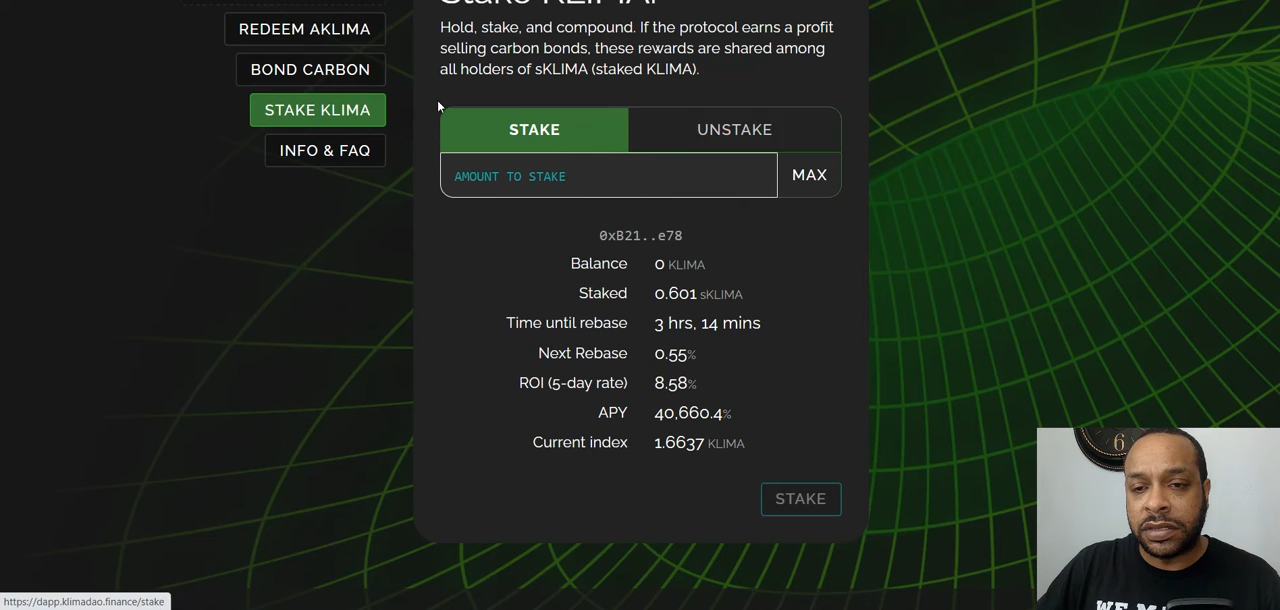 REDEEM AKLIMA
BOND CARBON
STAKE KLIMA
INFO & FAQ
Hold, stake, and compound. If the protocol earns a profit
selling carbon bonds, these rewards are shared among
all holders of sKLIMA (staked KLIMA).
STAKE UNSTAKE
AMOUNT TO STAKE MAX
0xB21..e78
Balance 0 KLIMA
Staked 0.601 sKLIMA
Time until rebase 3 hrs, 14 mins
Next Rebase 0.55%
ROI (5-day rate) 8.58%
APY 40,660.4%
Current index 1.6637 KLIMA
STAKE
6
https://dapp.klimadao.finance/stake